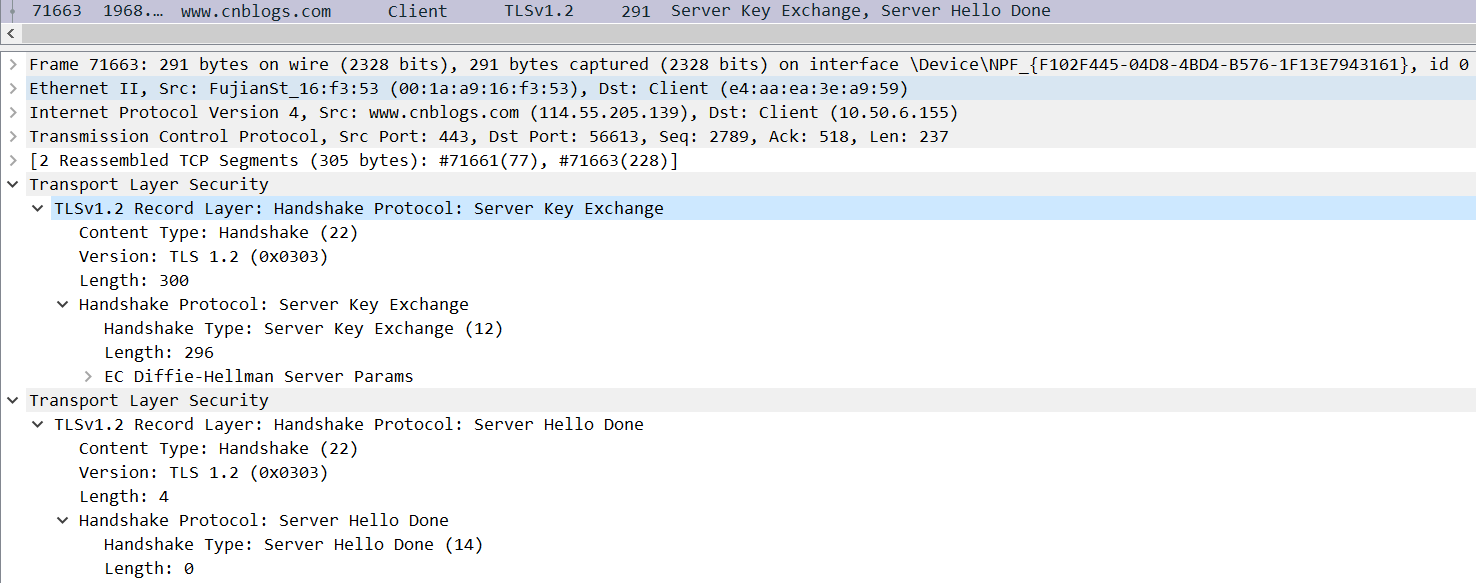 71663 1968.… www.cnblogs.com Client TLSv1.2 291 Server Key Exchange, Server Hello Done
Frame 71663: 291 bytes on wire (2328 bits), 291 bytes captured (2328 bits) on interface \Device\NPF_{F102F445-04D8-4BD4-B576-1F13E7943161}, id 0
Ethernet II, Src: FujianSt_16:f3:53 (00:1a:a9:16:f3:53), Dst: Client (e4:aa:ea:3e:a9:59)
Internet Protocol Version 4, Src: www.cnblogs.com (114.55.205.139), Dst: Client (10.50.6.155)
Transmission Control Protocol, Src Port: 443, Dst Port: 56613, Seq: 2789, Ack: 518, Len: 237
[2 Reassembled TCP Segments (305 bytes): #71661(77), #71663(228)]
Transport Layer Security
TLSv1.2 Record Layer: Handshake Protocol: Server Key Exchange
Content Type: Handshake (22)
Version: TLS 1.2 (0x0303)
Length: 300
Handshake Protocol: Server Key Exchange
Handshake Type: Server Key Exchange (12)
Length: 296
EC Diffie-Hellman Server Params
Transport Layer Security
TLSv1.2 Record Layer: Handshake Protocol: Server Hello Done
Content Type: Handshake (22)
Version: TLS 1.2 (0x0303)
Length: 4
Handshake Protocol: Server Hello Done
Handshake Type: Server Hello Done (14)
Length: 0